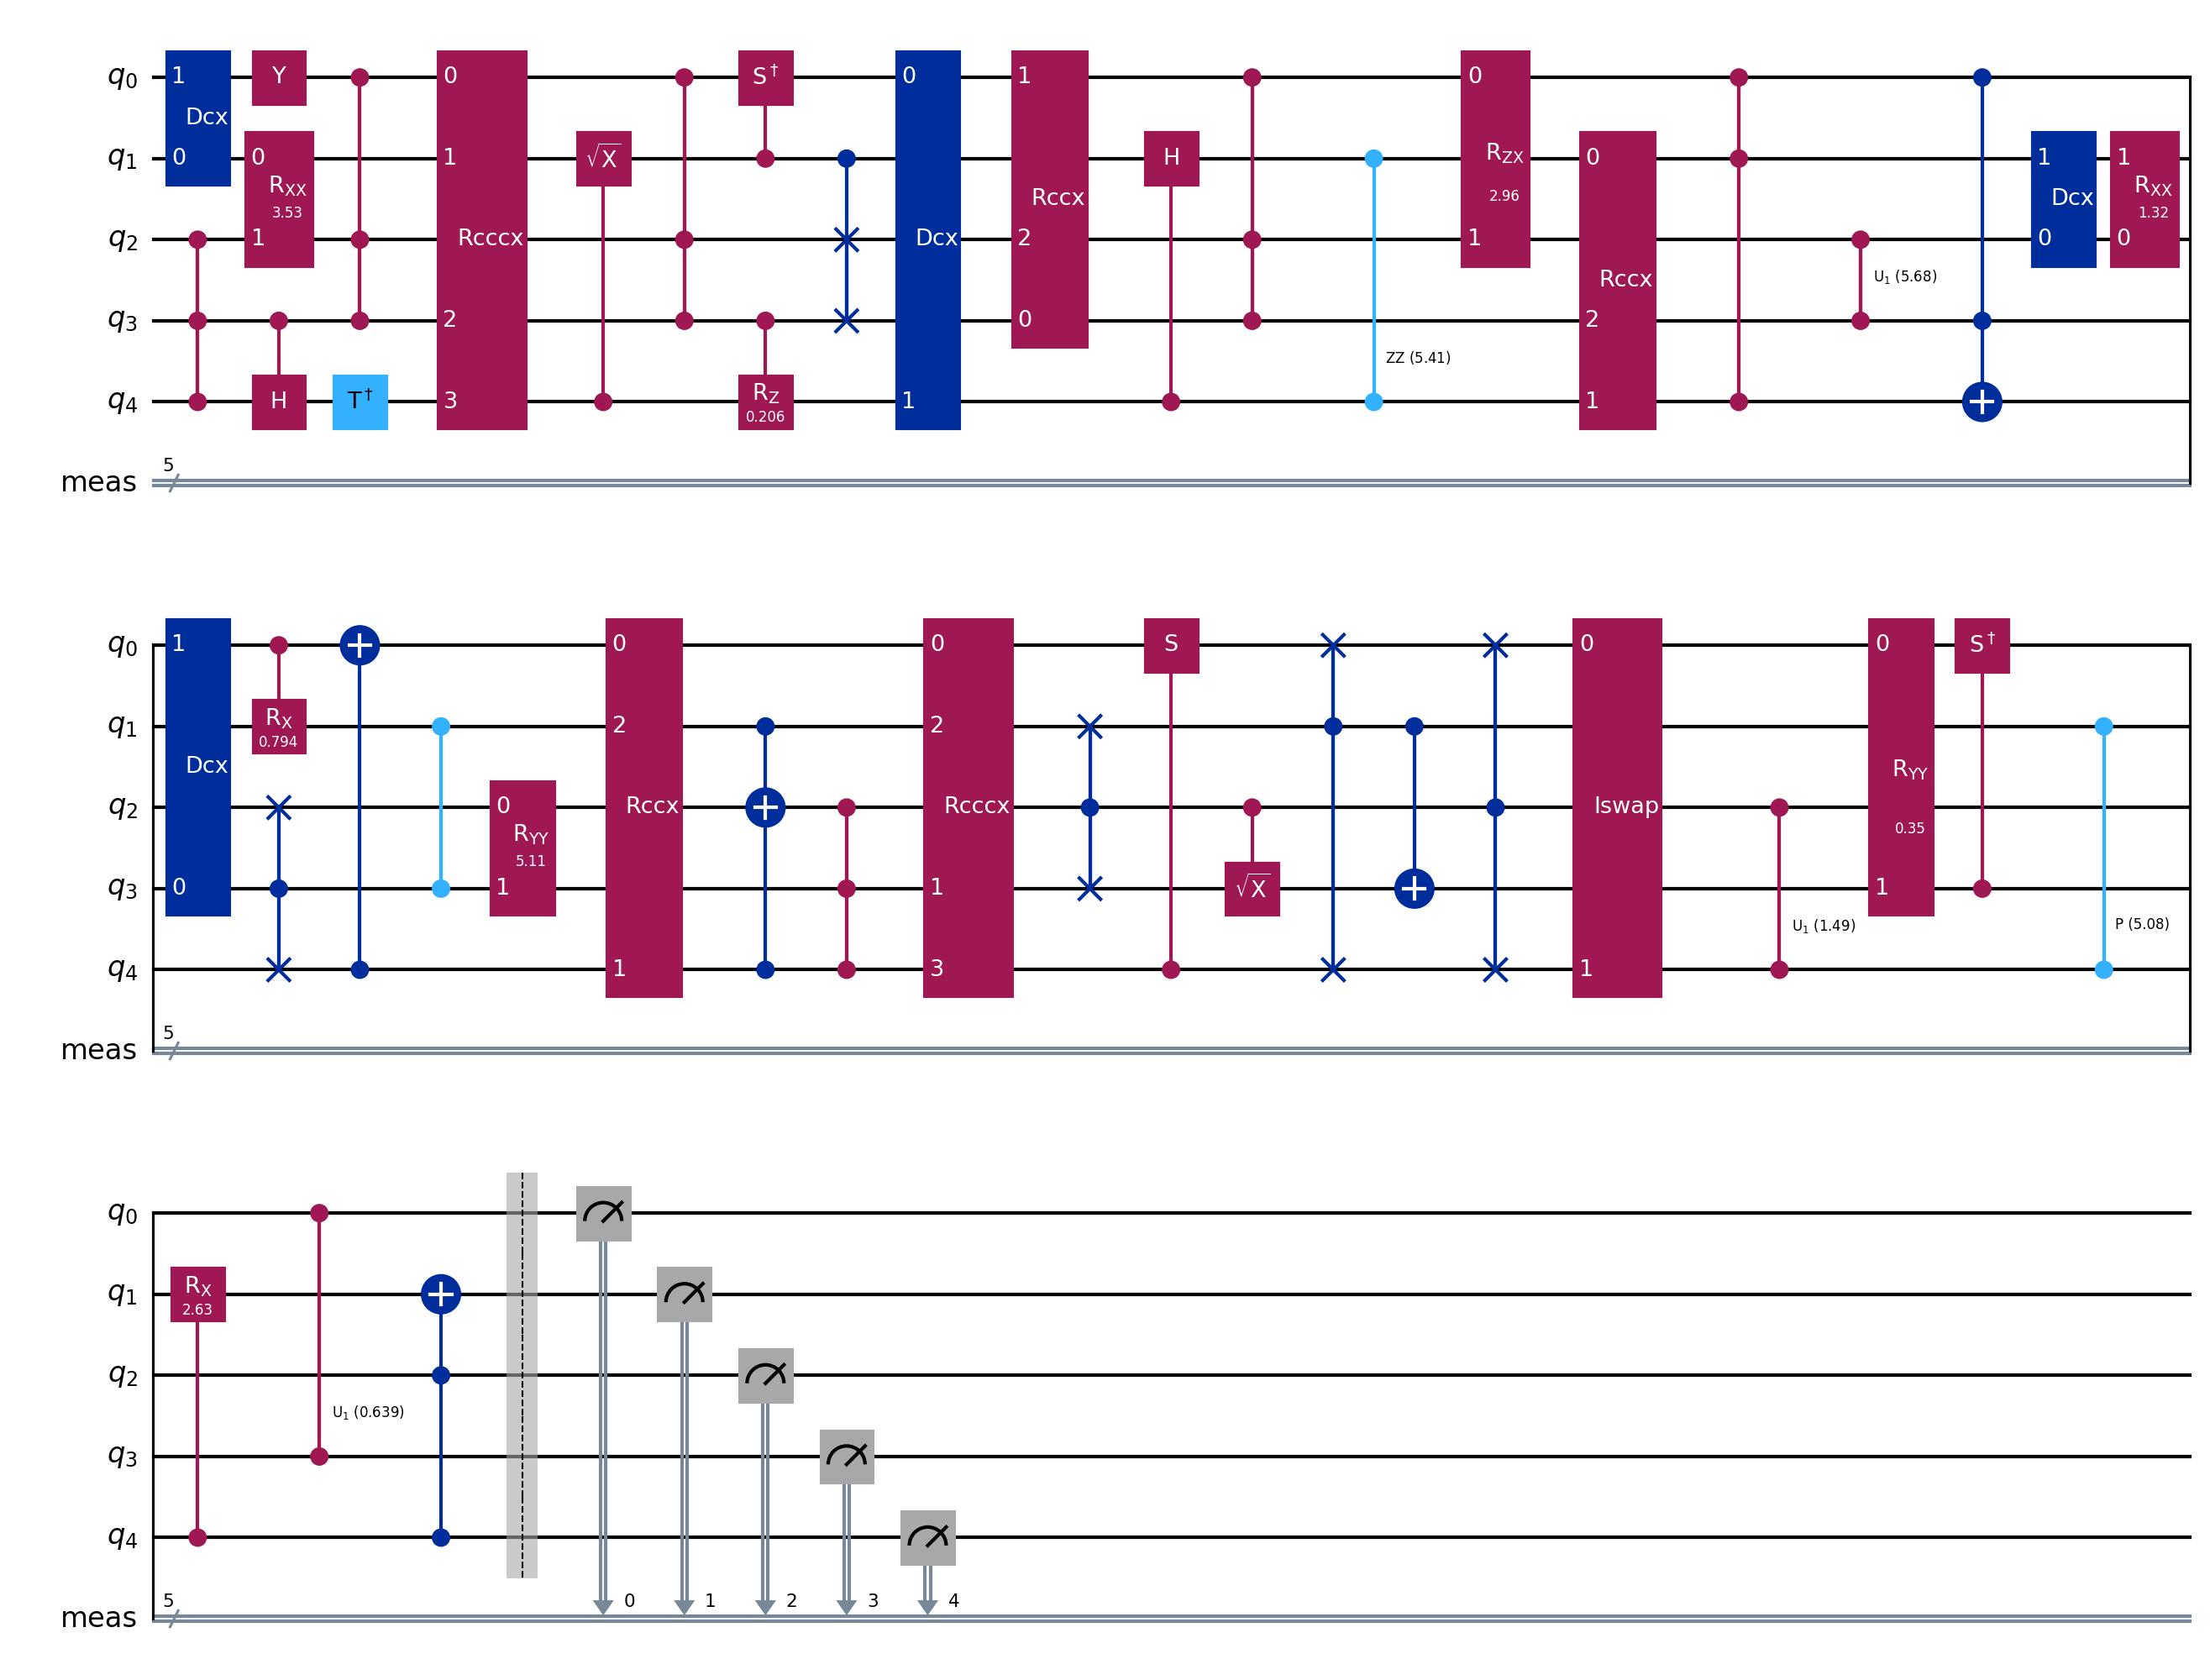 q0 1 Y 0 S† 0 1 0
Dcx Dcx
q1 0 0 1 √X H RZX 0 1 1
RXX Rccx 2.96 Dcx RXX
3.53 1.32
q2 1 Rcccx Dcx 2 1 0 0
Rccx U1 (5.68)
q3 2 0 2
ZZ (5.41)
q4 H T† 3 RZ 1 1
0.206
5
meas
q0 1 0 0 S 0 0 S†
q1 RX 2 2
0.794
Dcx RYY
q2 0 Rccx Rcccx Iswap
RYY 0.35
5.11
q3 0 1 1 √X 1
U1 (1.49) P (5.08)
q4 1 3 1
5
meas
q0
q1 RX
2.63
q2
U1 (0.639)
q3
q4
5 0 1 2 3 4
meas